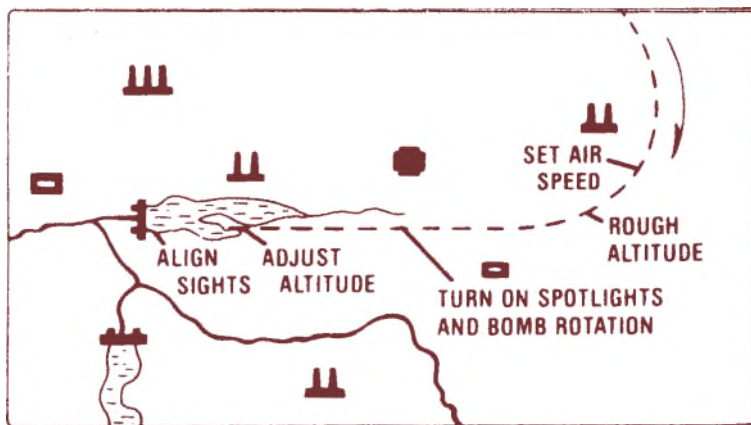 SET AIR
SPEED
ROUGH
ALTITUDE
ALIGN
SIGHTS
ADJUST
ALTITUDE
TURN ON SPOTLIGHTS
AND BOMB ROTATION